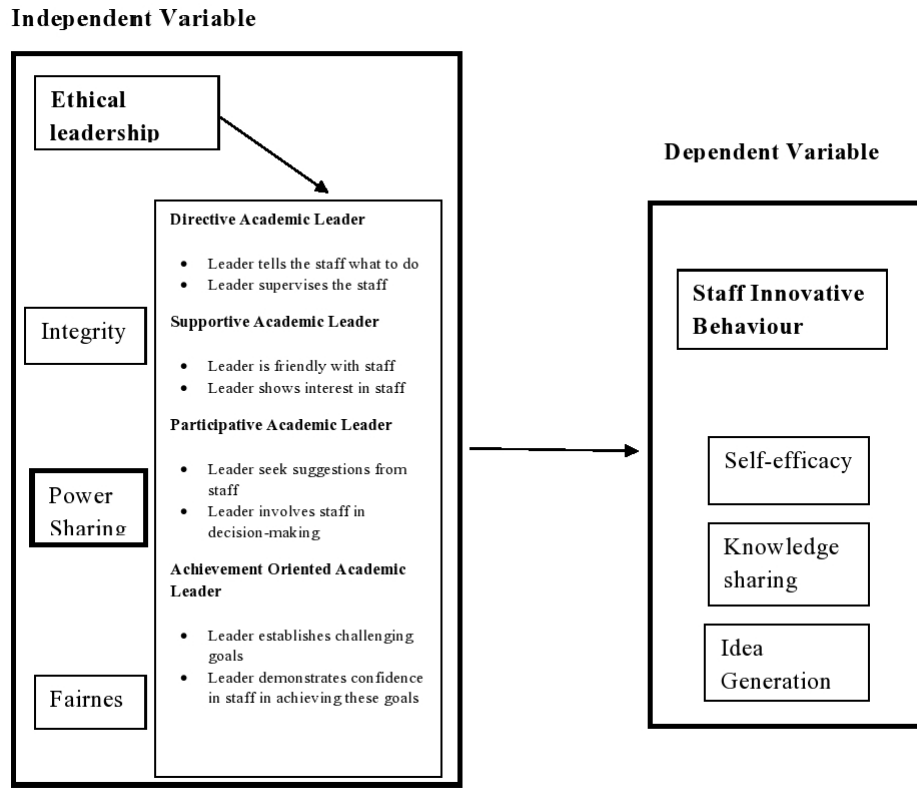 Independent Variable
Ethical
leadership
Directive Academic Leader
• Leader tells the staff what to do
• Leader supervises the staff
Supportive Academic Leader
• Leader is friendly with staff
• Leader shows interest in staff
Participative Academic Leader
• Leader seek suggestions from
staff
• Leader involves staff in
decision-making
Achievement Oriented Academic
Leader
• Leader establishes challenging
goals
• Leader demonstrates confidence
in staff in achieving these goals
Integrity
Power
Sharing
Fairnes
Dependent Variable
Staff Innovative
Behaviour
Self-efficacy
Knowledge
sharing
Idea
Generation